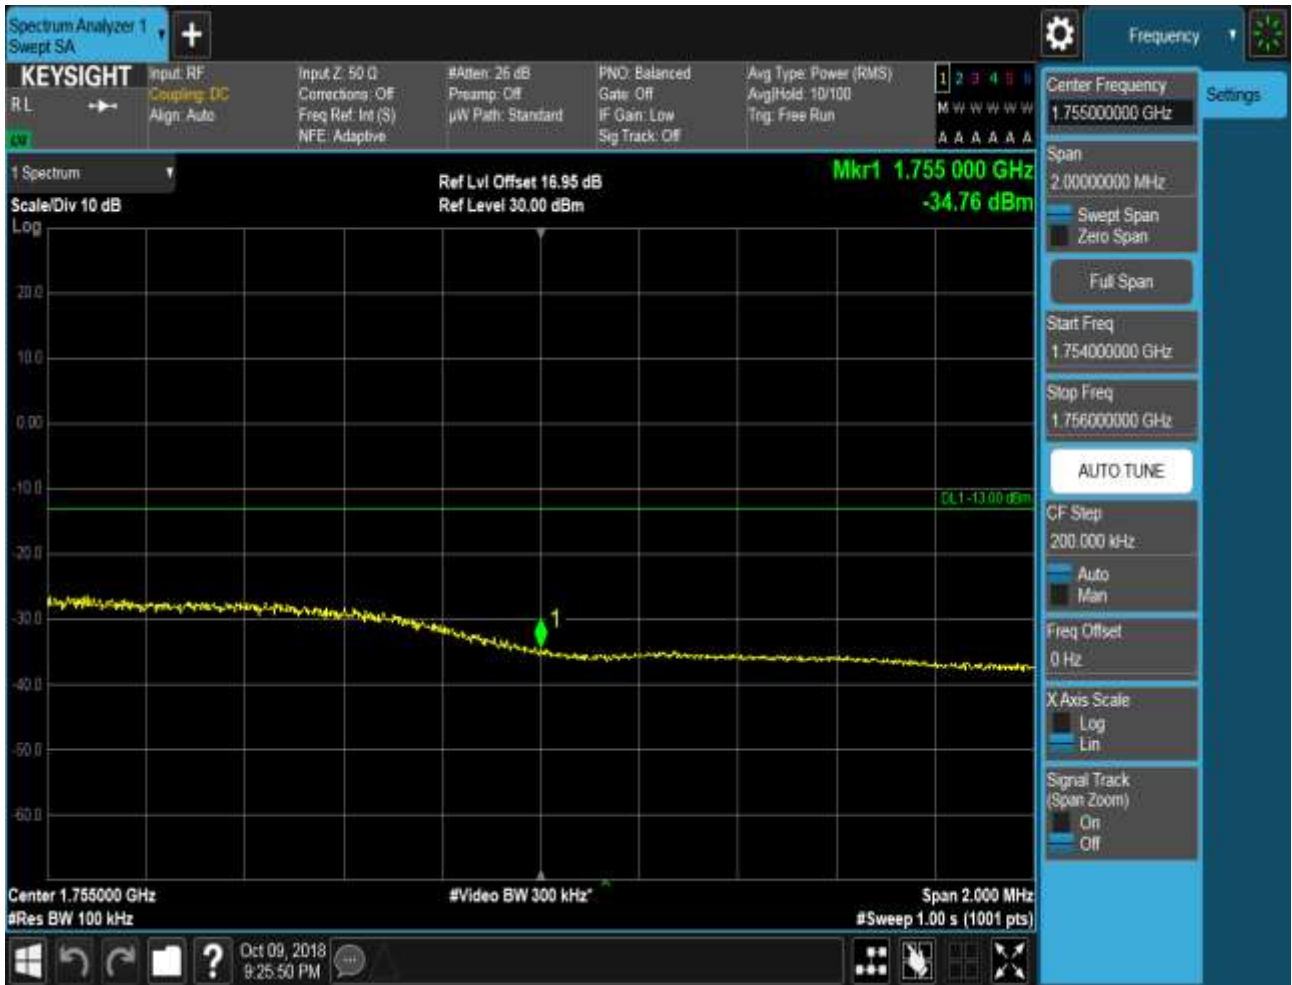 Spectrum Analyzer 1
Swept SA
+
Frequency
KEYSIGHT
Input: RF
Input Z: 50 Ω
#Atten: 26 dB
PNO: Balanced
Avg Type: Power (RMS)
1 2 3 4 5 6
R L
Coupling: DC
Corrections: Off
Preamp: Off
Gate: Off
Avg|Hold: 10/100
M W W W W W
Align: Auto
Freq Ref: Int (S)
µW Path: Standard
IF Gain: Low
Trig: Free Run
NFE: Adaptive
Sig Track: Off
A A A A A A
1 Spectrum
Ref Lvl Offset 16.95 dB
Mkr1 1.755 000 GHz
Scale/Div 10 dB
Ref Level 30.00 dBm
-34.76 dBm
Log
20.0
10.0
0.00
-10.0
DL1 -13.00 dBm
-20.0
-30.0
1
-40.0
-50.0
-60.0
Center 1.755000 GHz
#Video BW 300 kHz*
Span 2.000 MHz
#Res BW 100 kHz
#Sweep 1.00 s (1001 pts)
Center Frequency
1.755000000 GHz
Settings
Span
2.00000000 MHz
Swept Span
Zero Span
Full Span
Start Freq
1.754000000 GHz
Stop Freq
1.756000000 GHz
AUTO TUNE
CF Step
200.000 kHz
Auto
Man
Freq Offset
0 Hz
X Axis Scale
Log
Lin
Signal Track
(Span Zoom)
On
Off
?
Oct 09, 2018
9:25:50 PM